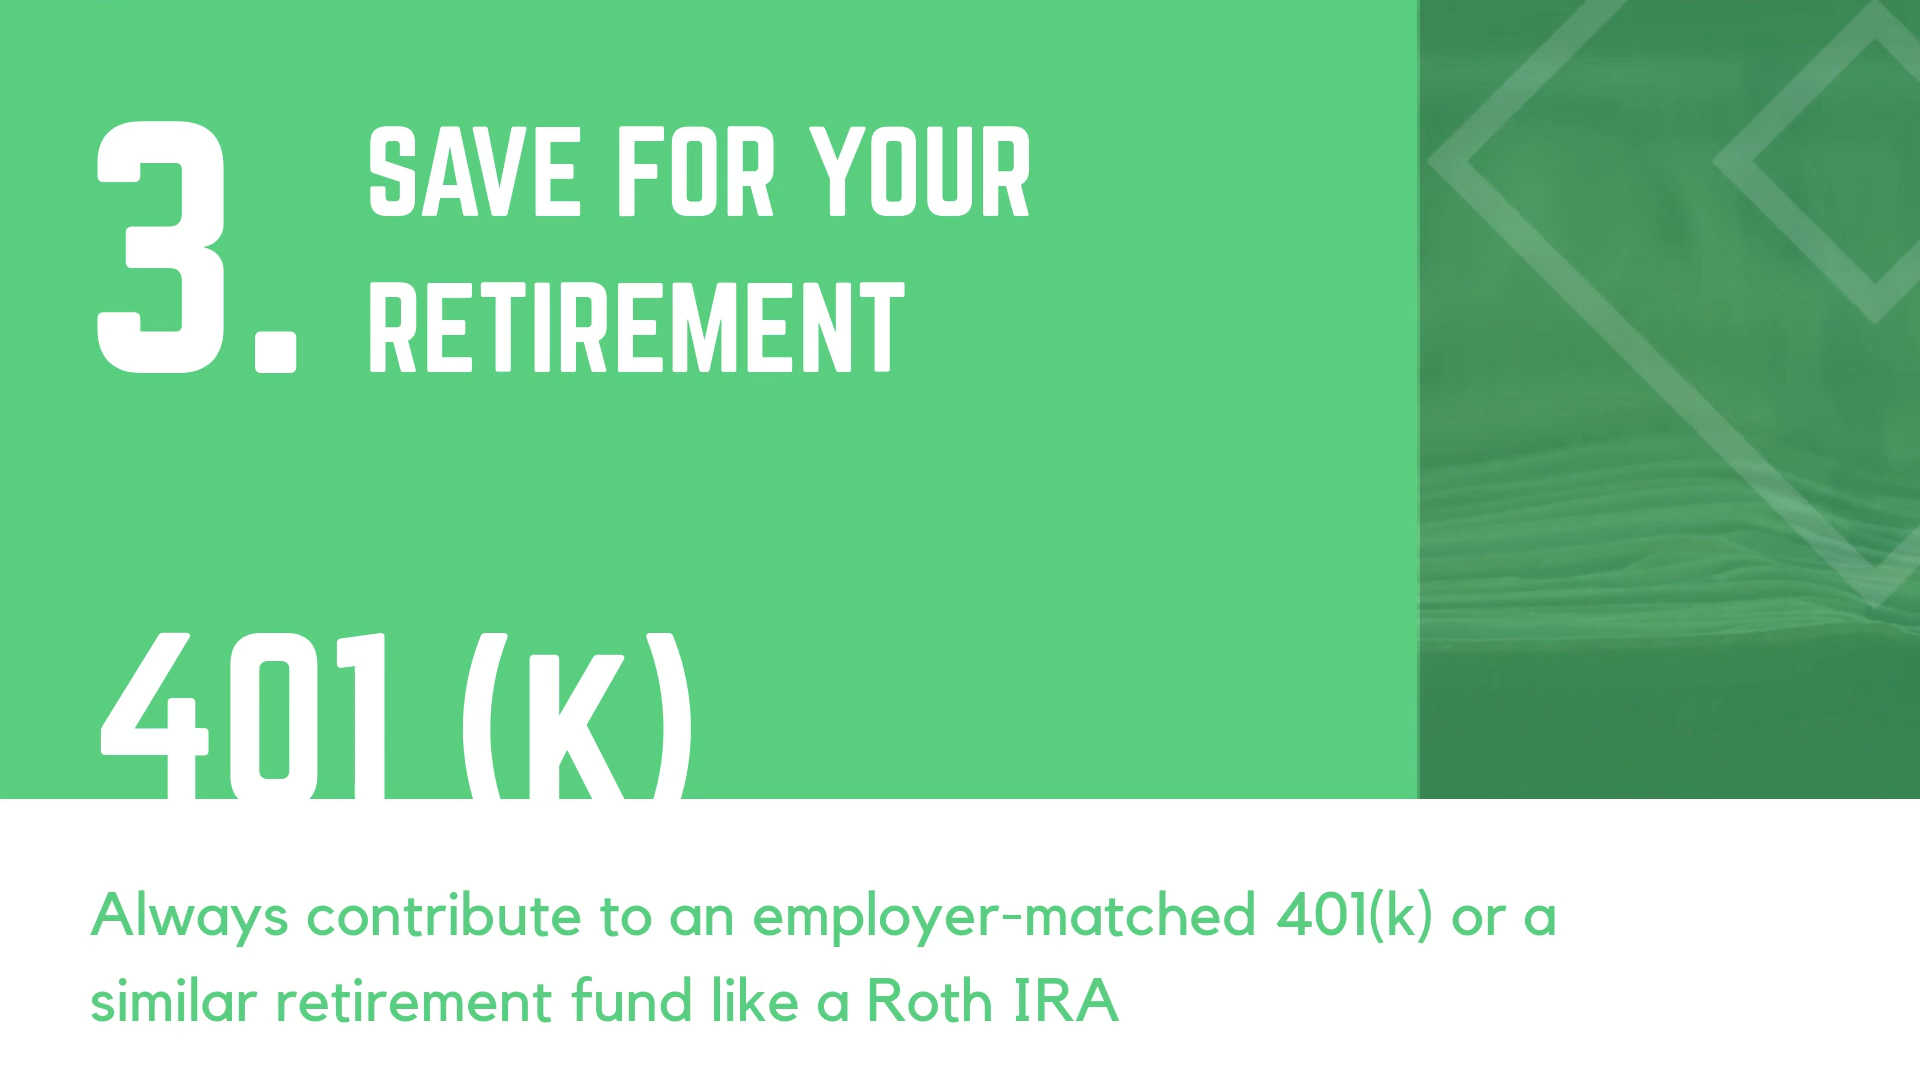 3. SAVE FOR YOUR
RETIREMENT
401 (K)
Always contribute to an employer-matched 401(k) or a
similar retirement fund like a Roth IRA